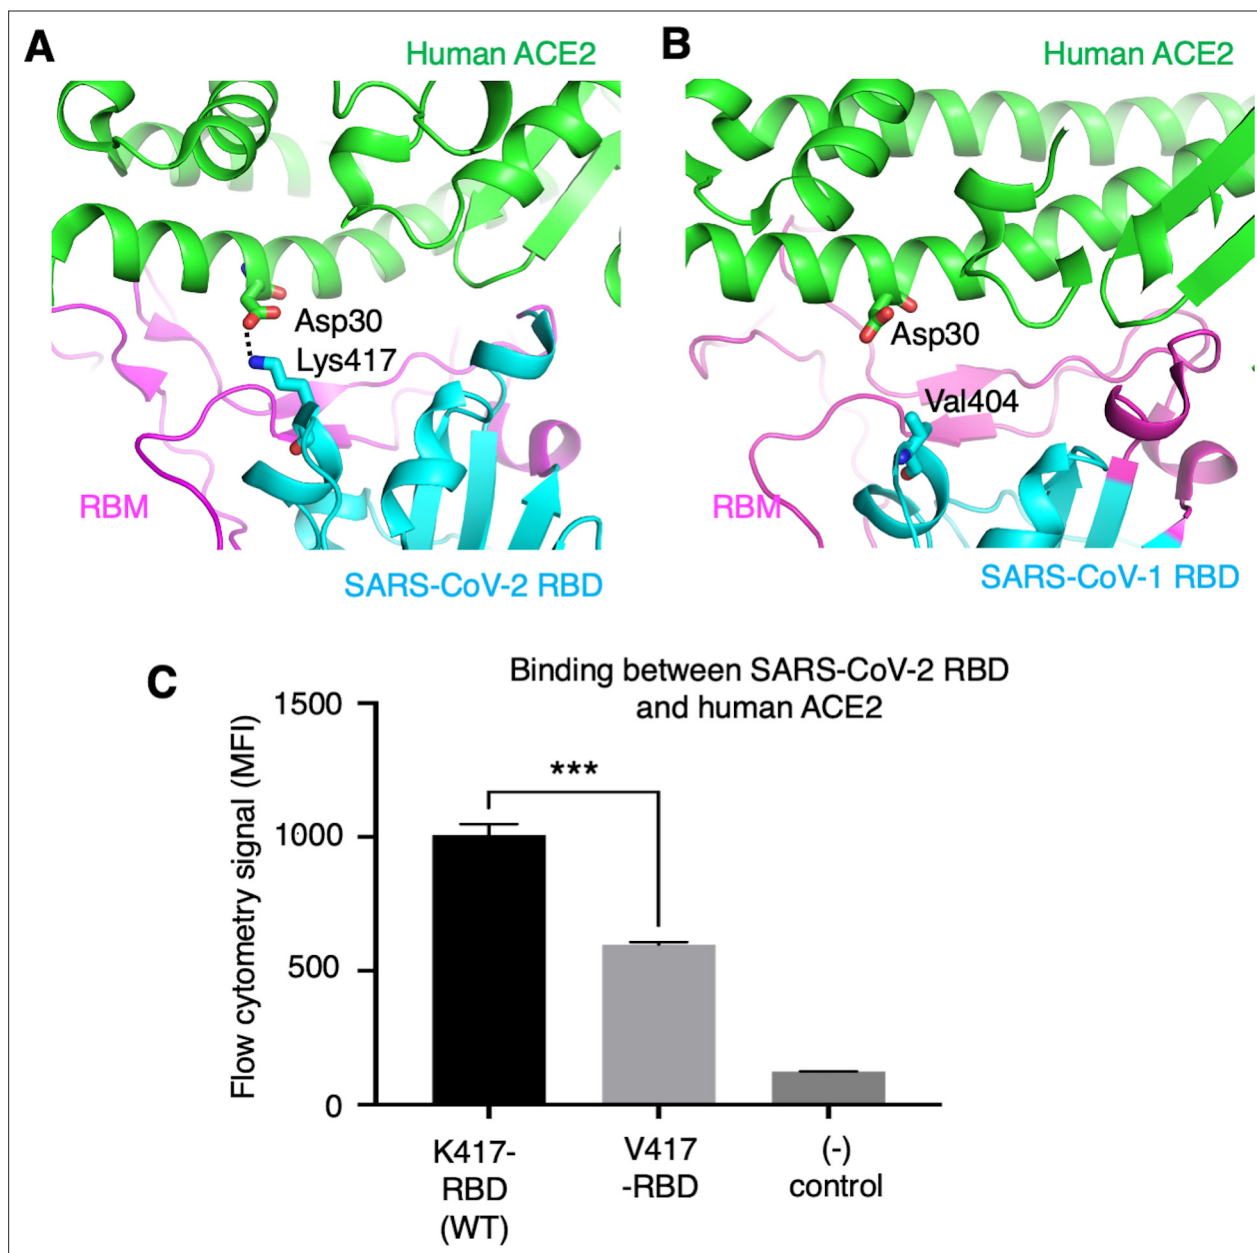 A
Human ACE2
Asp30
Lys417
RBM
SARS-CoV-2 RBD
B
Human ACE2
Asp30
Val404
RBM
SARS-CoV-1 RBD
C
Binding between SARS-CoV-2 RBD
and human ACE2
Flow cytometry signal (MFI)
1500
1000
500
0
***
K417-
RBD
(WT)
V417
-RBD
(-)
control